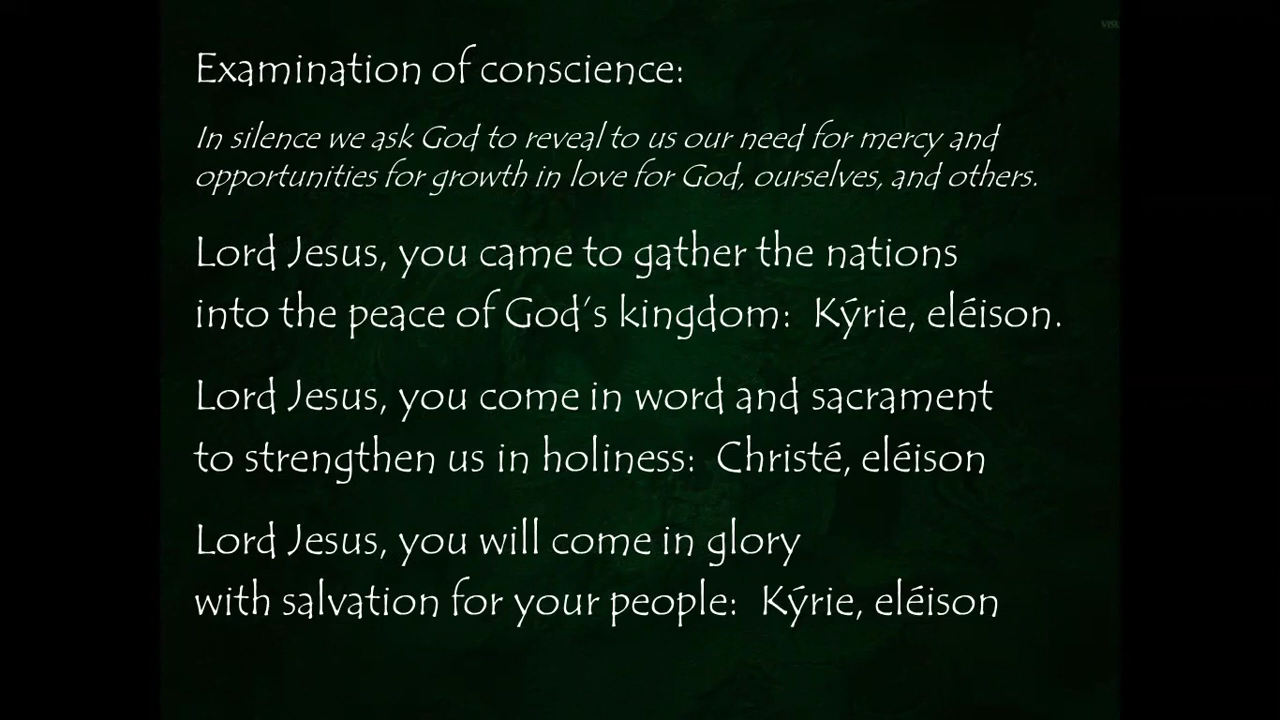 Examination of conscience:
In silence we ask God to reveal to us our need for mercy and
opportunities for growth in love for God, ourselves, and others.
Lord Jesus, you came to gather the nations
into the peace of God's kingdom: Kýrie, eléison.
Lord Jesus, you come in word and sacrament
to strengthen us in holiness: Christé, eléison
Lord Jesus, you will come in glory
with salvation for your people: Kýrie, eléison